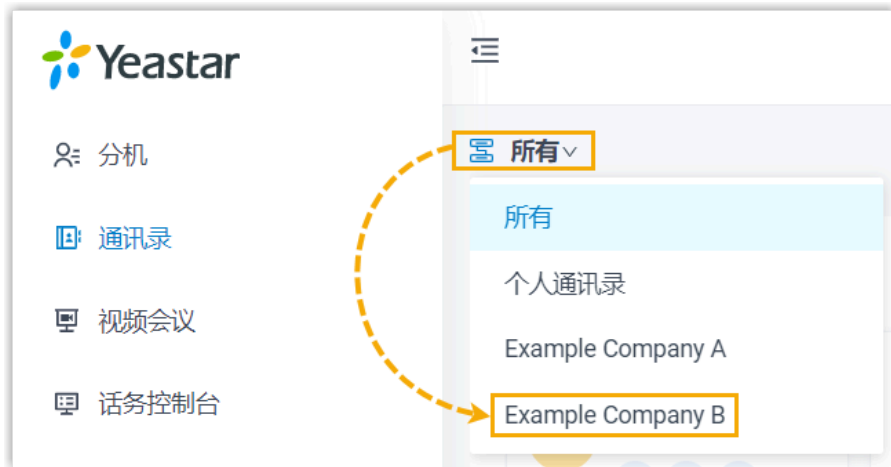 Yeastar
分机
通讯录
视频会议
话务控制台
所有
所有
个人通讯录
Example Company A
Example Company B